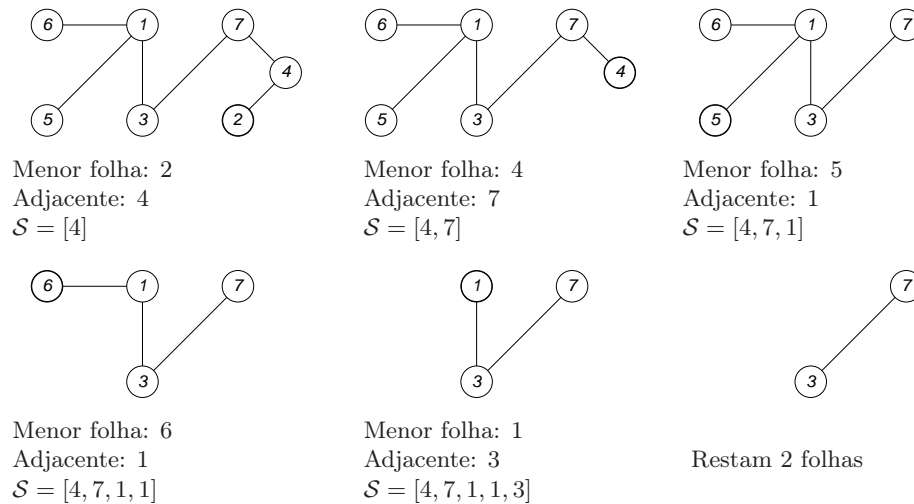 6 1 7
4
5 3 2
Menor folha: 2
Adjacente: 4
S = [4]
6 1 7
4
5 3
Menor folha: 4
Adjacente: 7
S = [4, 7]
6 1 7
5 3
Menor folha: 5
Adjacente: 1
S = [4, 7, 1]
6 1 7
3
Menor folha: 6
Adjacente: 1
S = [4, 7, 1, 1]
1 7
3
Menor folha: 1
Adjacente: 3
S = [4, 7, 1, 1, 3]
7
3
Restam 2 folhas